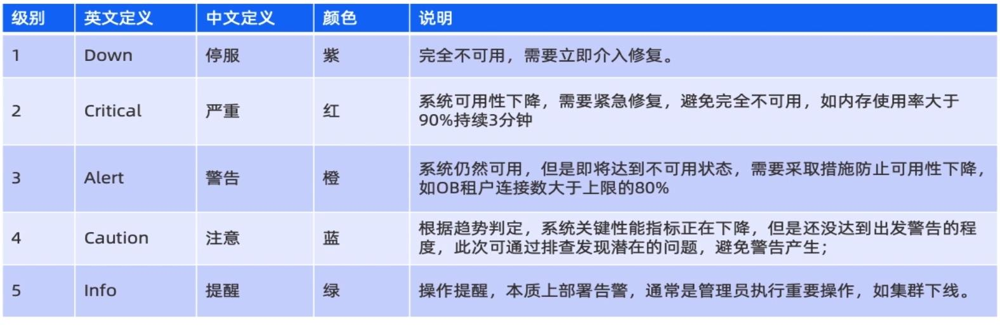 级别 英文定义 中文定义 颜色 说明
1 Down 停服 紫 完全不可用，需要立即介入修复。
2 Critical 严重 红 系统可用性下降，需要紧急修复，避免完全不可用，如内存使用率大于
90%持续3分钟
3 Alert 警告 橙 系统仍然可用，但是即将达到不可用状态，需要采取措施防止可用性下降，
如OB租户连接数大于上限的80%
4 Caution 注意 蓝 根据趋势判定，系统关键性能指标正在下降，但是还没达到出发警告的程
度，此次可通过排查发现潜在的问题，避免警告产生；
5 Info 提醒 绿 操作提醒，本质上部署告警，通常是管理员执行重要操作，如集群下线。